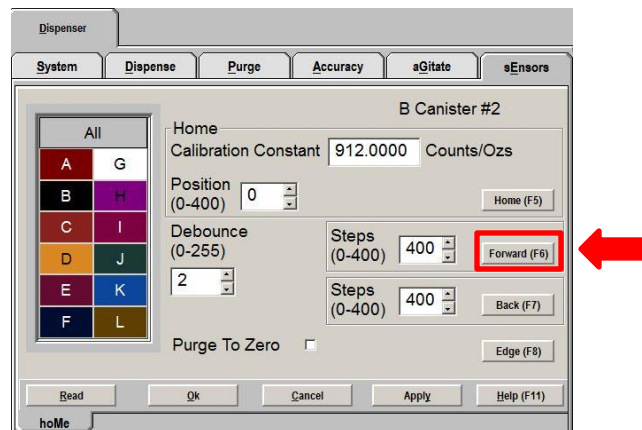 Dispenser
System Dispense Purge Accuracy aGitate sEnsors
B Canister #2
All
A G
B H
C I
D J
E K
F L
Home
Calibration Constant 912.0000 Counts/Ozs
Position
(0-400) 0 Home (F5)
Debounce
(0-255)
2
Steps
(0-400) 400 Forward (F6)
Steps
(0-400) 400 Back (F7)
Purge To Zero Edge (F8)
Read Ok Cancel Apply Help (F11)
hoMe